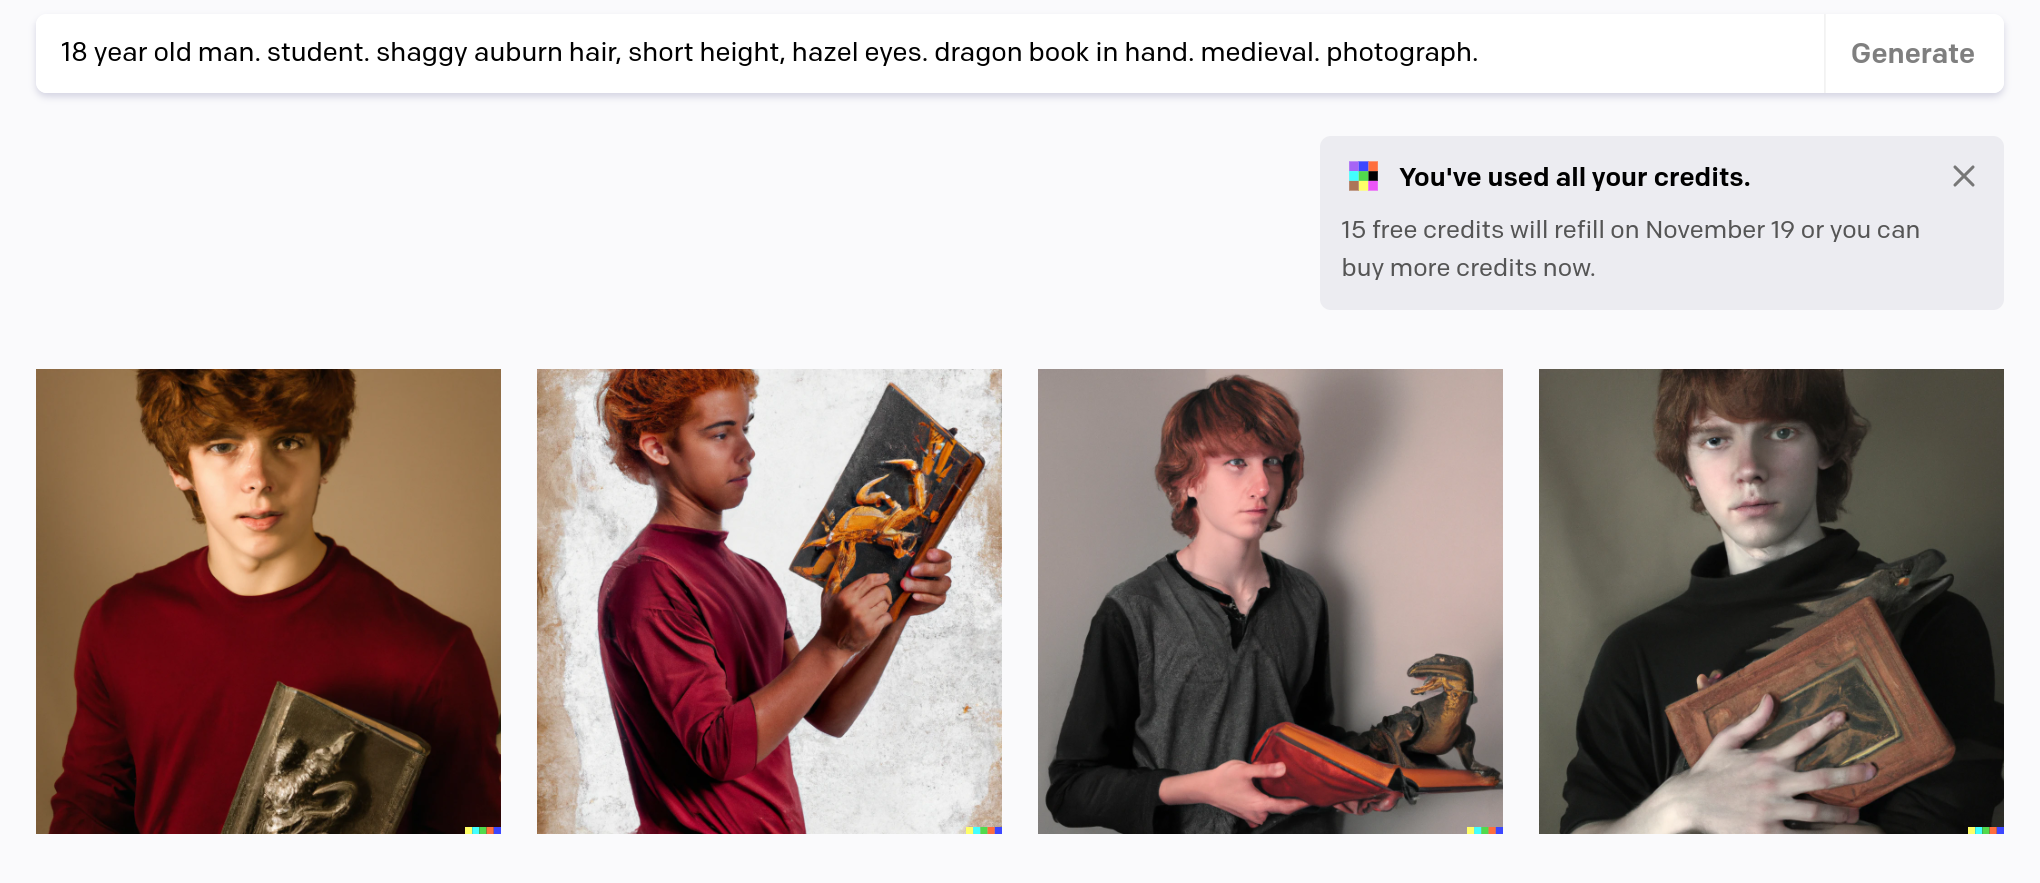 18 year old man. student. shaggy auburn hair, short height, hazel eyes. dragon book in hand. medieval. photograph.
Generate
You've used all your credits.
15 free credits will refill on November 19 or you can
buy more credits now.